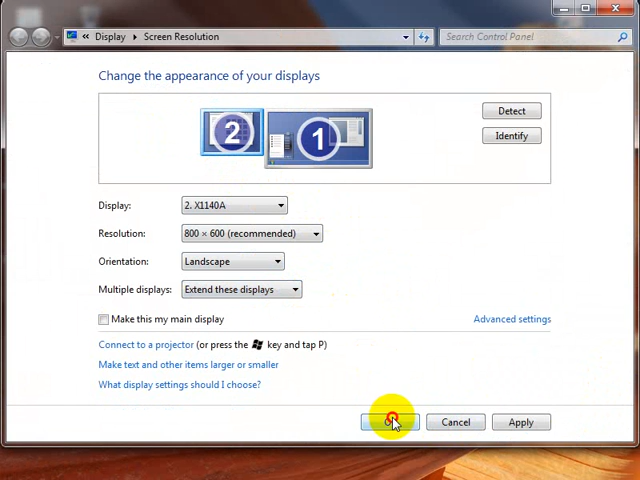 Display Screen Resolution
Search Control Panel
Change the appearance of your displays
2 1
Detect
Identify
Display: 2. X1140A
Resolution: 800 × 600 (recommended)
Orientation: Landscape
Multiple displays: Extend these displays
Make this my main display Advanced settings
Connect to a projector (or press the key and tap P)
Make text and other items larger or smaller
What display settings should I choose?
Cancel Apply